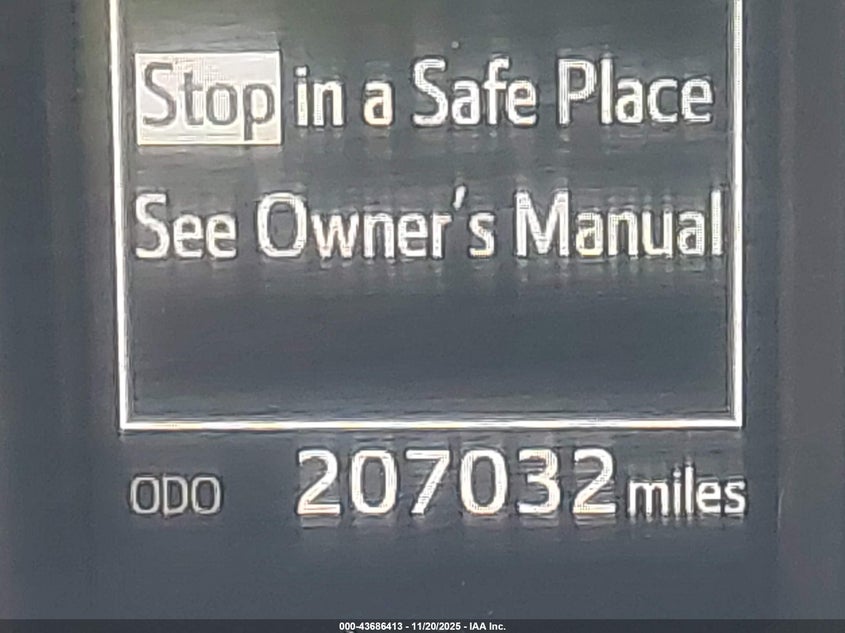 Stop in a Safe Place
See Owner's Manual
ODO 207032 miles
000-43686413 - 11/20/2025 - IAA Inc.